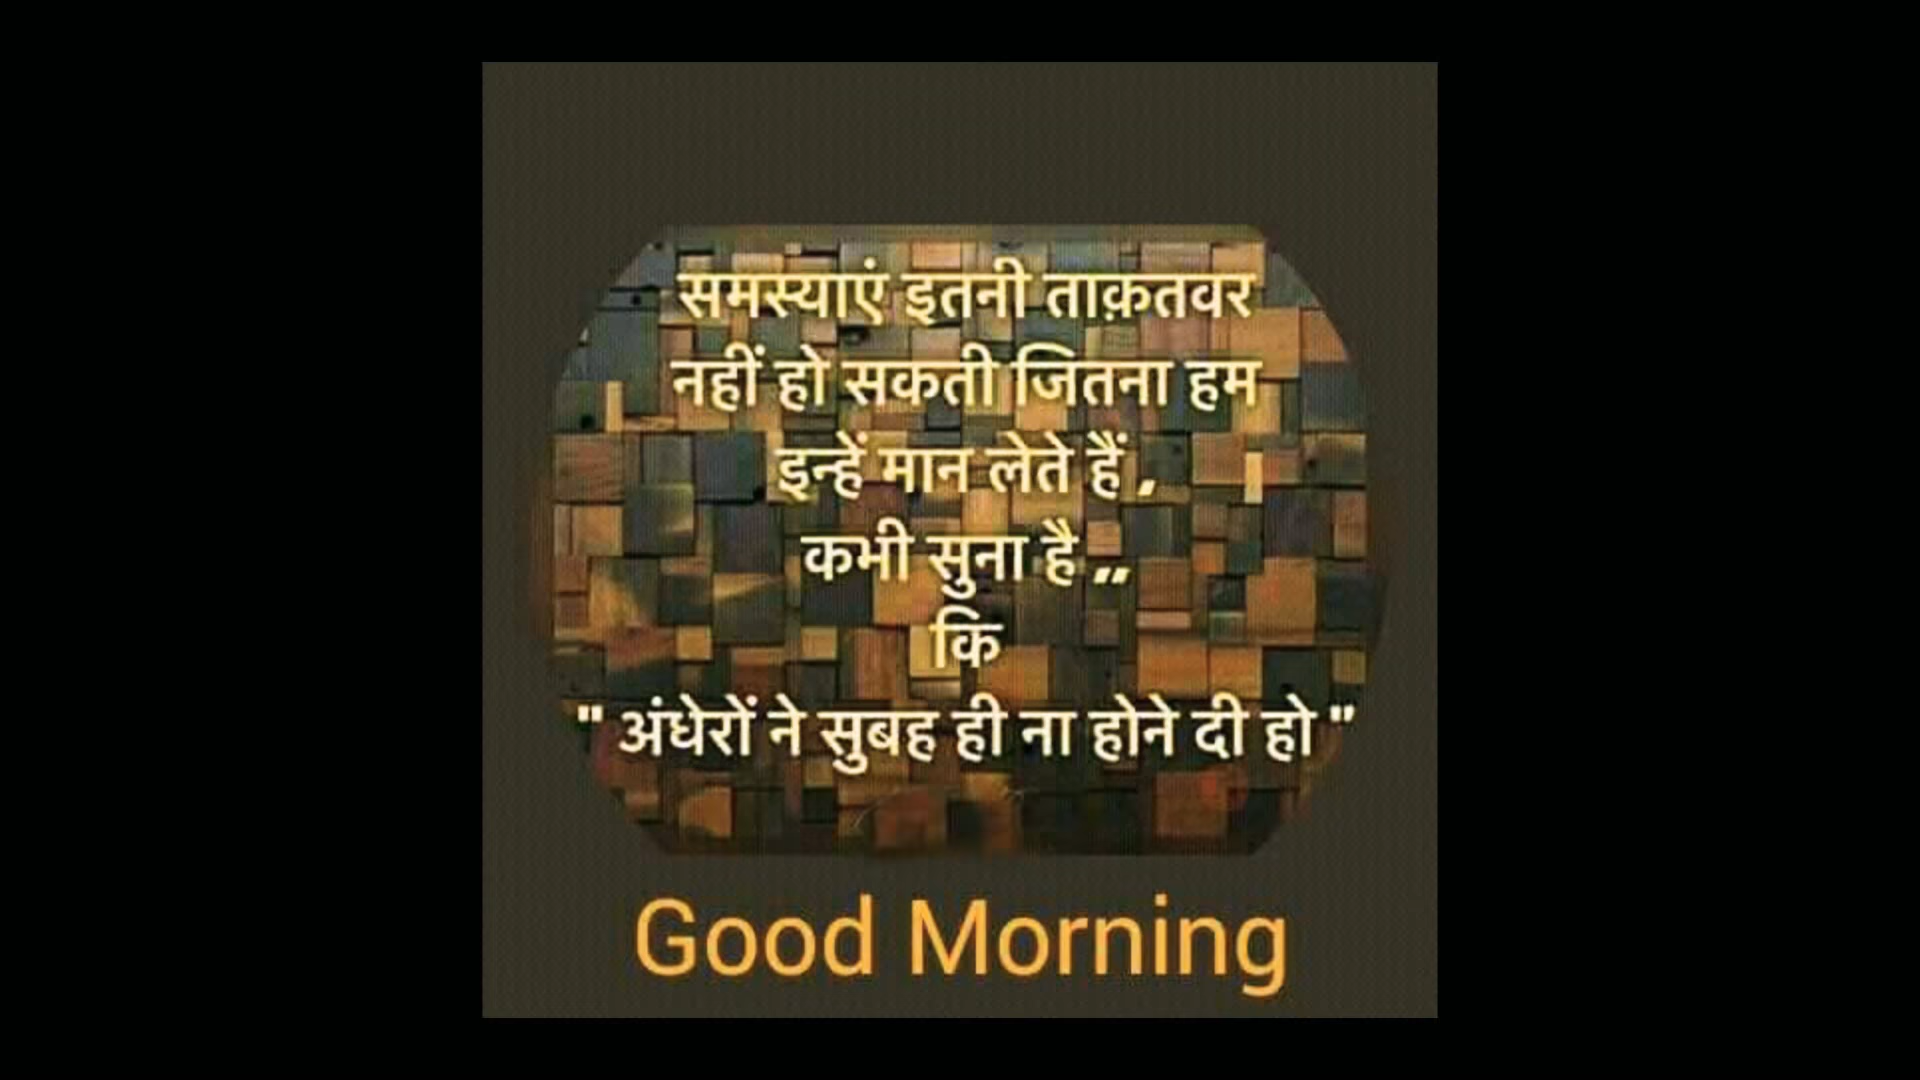 समस्याएं इतनी ताक़तवर
नहीं हो सकती जितना हम
इन्हें मान लेते हैं ,
कभी सुना है ,,
कि
" अंधेरों ने सुबह ही ना होने दी हो "
Good Morning